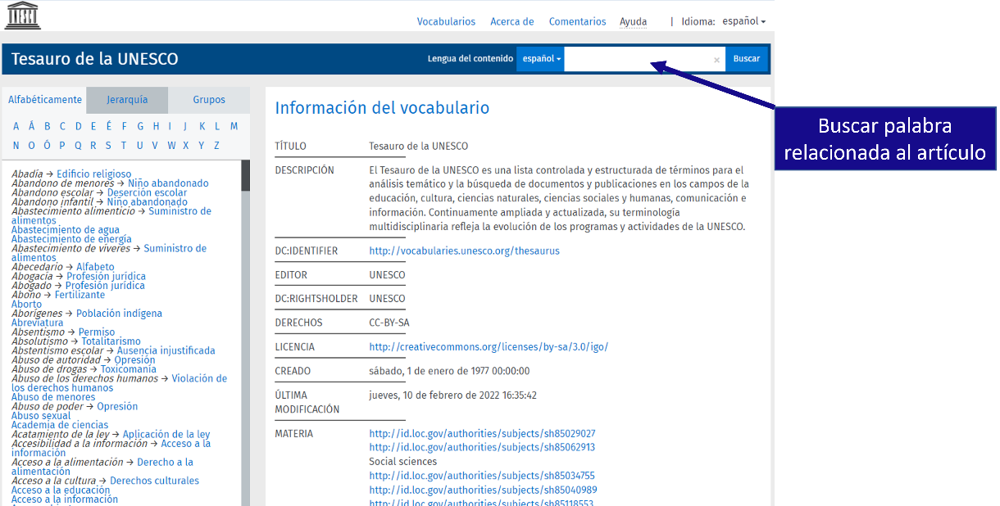 UNESCO
Vocabularios Acerca de Comentarios Ayuda | Idioma: español
Tesauro de la UNESCO
Lengua del contenido español × Buscar
Buscar palabra
relacionada al artículo
Alfabéticamente Jerarquía Grupos
A Á B C D E É F G H I J K L M
N O Ó P Q R S T U V W X Y Z
Abadía → Edificio religioso
Abandono de menores → Niño abandonado
Abandono escolar → Deserción escolar
Abandono infantil → Niño abandonado
Abastecimiento alimenticio → Suministro de
alimentos
Abastecimiento de agua
Abastecimiento de energía
Abastecimiento de víveres → Suministro de
alimentos
Abecedario → Alfabeto
Abogacía → Profesión jurídica
Abogado → Profesión jurídica
Abono → Fertilizante
Aborto
Aborígenes → Población indígena
Abreviatura
Absentismo → Permiso
Absolutismo → Totalitarismo
Abstentismo escolar → Ausencia injustificada
Abuso de autoridad → Opresión
Abuso de drogas → Toxicomanía
Abuso de los derechos humanos → Violación de
los derechos humanos
Abuso de menores
Abuso de poder → Opresión
Abuso sexual
Academia de ciencias
Acatamiento de la ley → Aplicación de la ley
Accesibilidad a la información → Acceso a la
información
Acceso a la alimentación → Derecho a la
alimentación
Acceso a la cultura → Derechos culturales
Acceso a la educación
Acceso a la información
Información del vocabulario
TÍTULO Tesauro de la UNESCO
DESCRIPCIÓN El Tesauro de la UNESCO es una lista controlada y estructurada de términos para el
análisis temático y la búsqueda de documentos y publicaciones en los campos de la
educación, cultura, ciencias naturales, ciencias sociales y humanas, comunicación e
información. Continuamente ampliada y actualizada, su terminología
multidisciplinaria refleja la evolución de los programas y actividades de la UNESCO.
DC:IDENTIFIER http://vocabularies.unesco.org/thesaurus
EDITOR UNESCO
DC:RIGHTSHOLDER UNESCO
DERECHOS CC-BY-SA
LICENCIA http://creativecommons.org/licenses/by-sa/3.0/igo/
CREADO sábado, 1 de enero de 1977 00:00:00
ÚLTIMA
MODIFICACIÓN jueves, 10 de febrero de 2022 16:35:42
MATERIA http://id.loc.gov/authorities/subjects/sh85029027
http://id.loc.gov/authorities/subjects/sh85062913
Social sciences
http://id.loc.gov/authorities/subjects/sh85034755
http://id.loc.gov/authorities/subjects/sh85040989
http://id.loc.gov/authorities/subjects/sh85118553